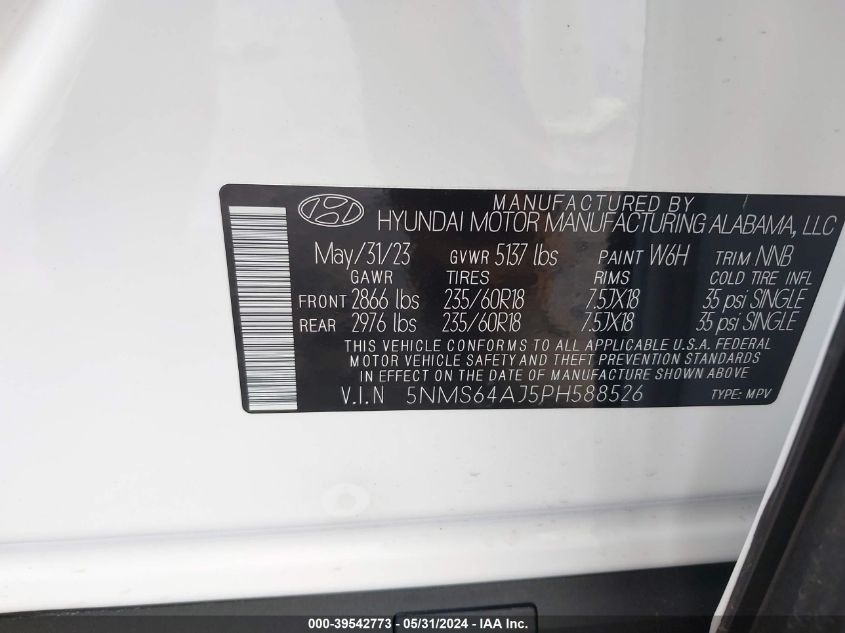 MANUFACTURED BY
HYUNDAI MOTOR MANUFACTURING ALABAMA, LLC
May/31/23 GVWR 5137 lbs PAINT W6H TRIM NNB
GAWR TIRES RIMS COLD TIRE INFL
FRONT 2866 lbs 235/60R18 7.5JX18 35 psi SINGLE
REAR 2976 lbs 235/60R18 7.5JX18 35 psi SINGLE
THIS VEHICLE CONFORMS TO ALL APPLICABLE U.S.A. FEDERAL
MOTOR VEHICLE SAFETY AND THEFT PREVENTION STANDARDS
IN EFFECT ON THE DATE OF MANUFACTURE SHOWN ABOVE
V.I.N 5NMS64AJ5PH588526 TYPE: MPV
000-39542773 - 05/31/2024 - IAA Inc.